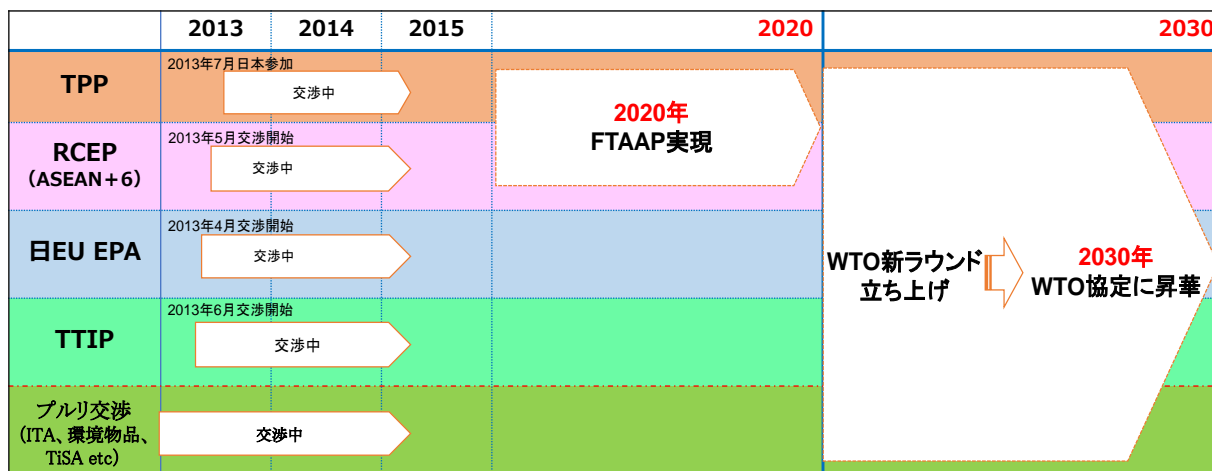 2013 2014 2015 2020 2030
TPP
2013年7月日本参加
交渉中
2020年
FTAAP実現
RCEP
(ASEAN+6)
2013年5月交渉開始
交渉中
日EU EPA
2013年4月交渉開始
交渉中
WTO新ラウンド
立ち上げ
2030年
WTO協定に昇華
TTIP
2013年6月交渉開始
交渉中
プルリ交渉
(ITA、環境物品、
TiSA etc)
交渉中